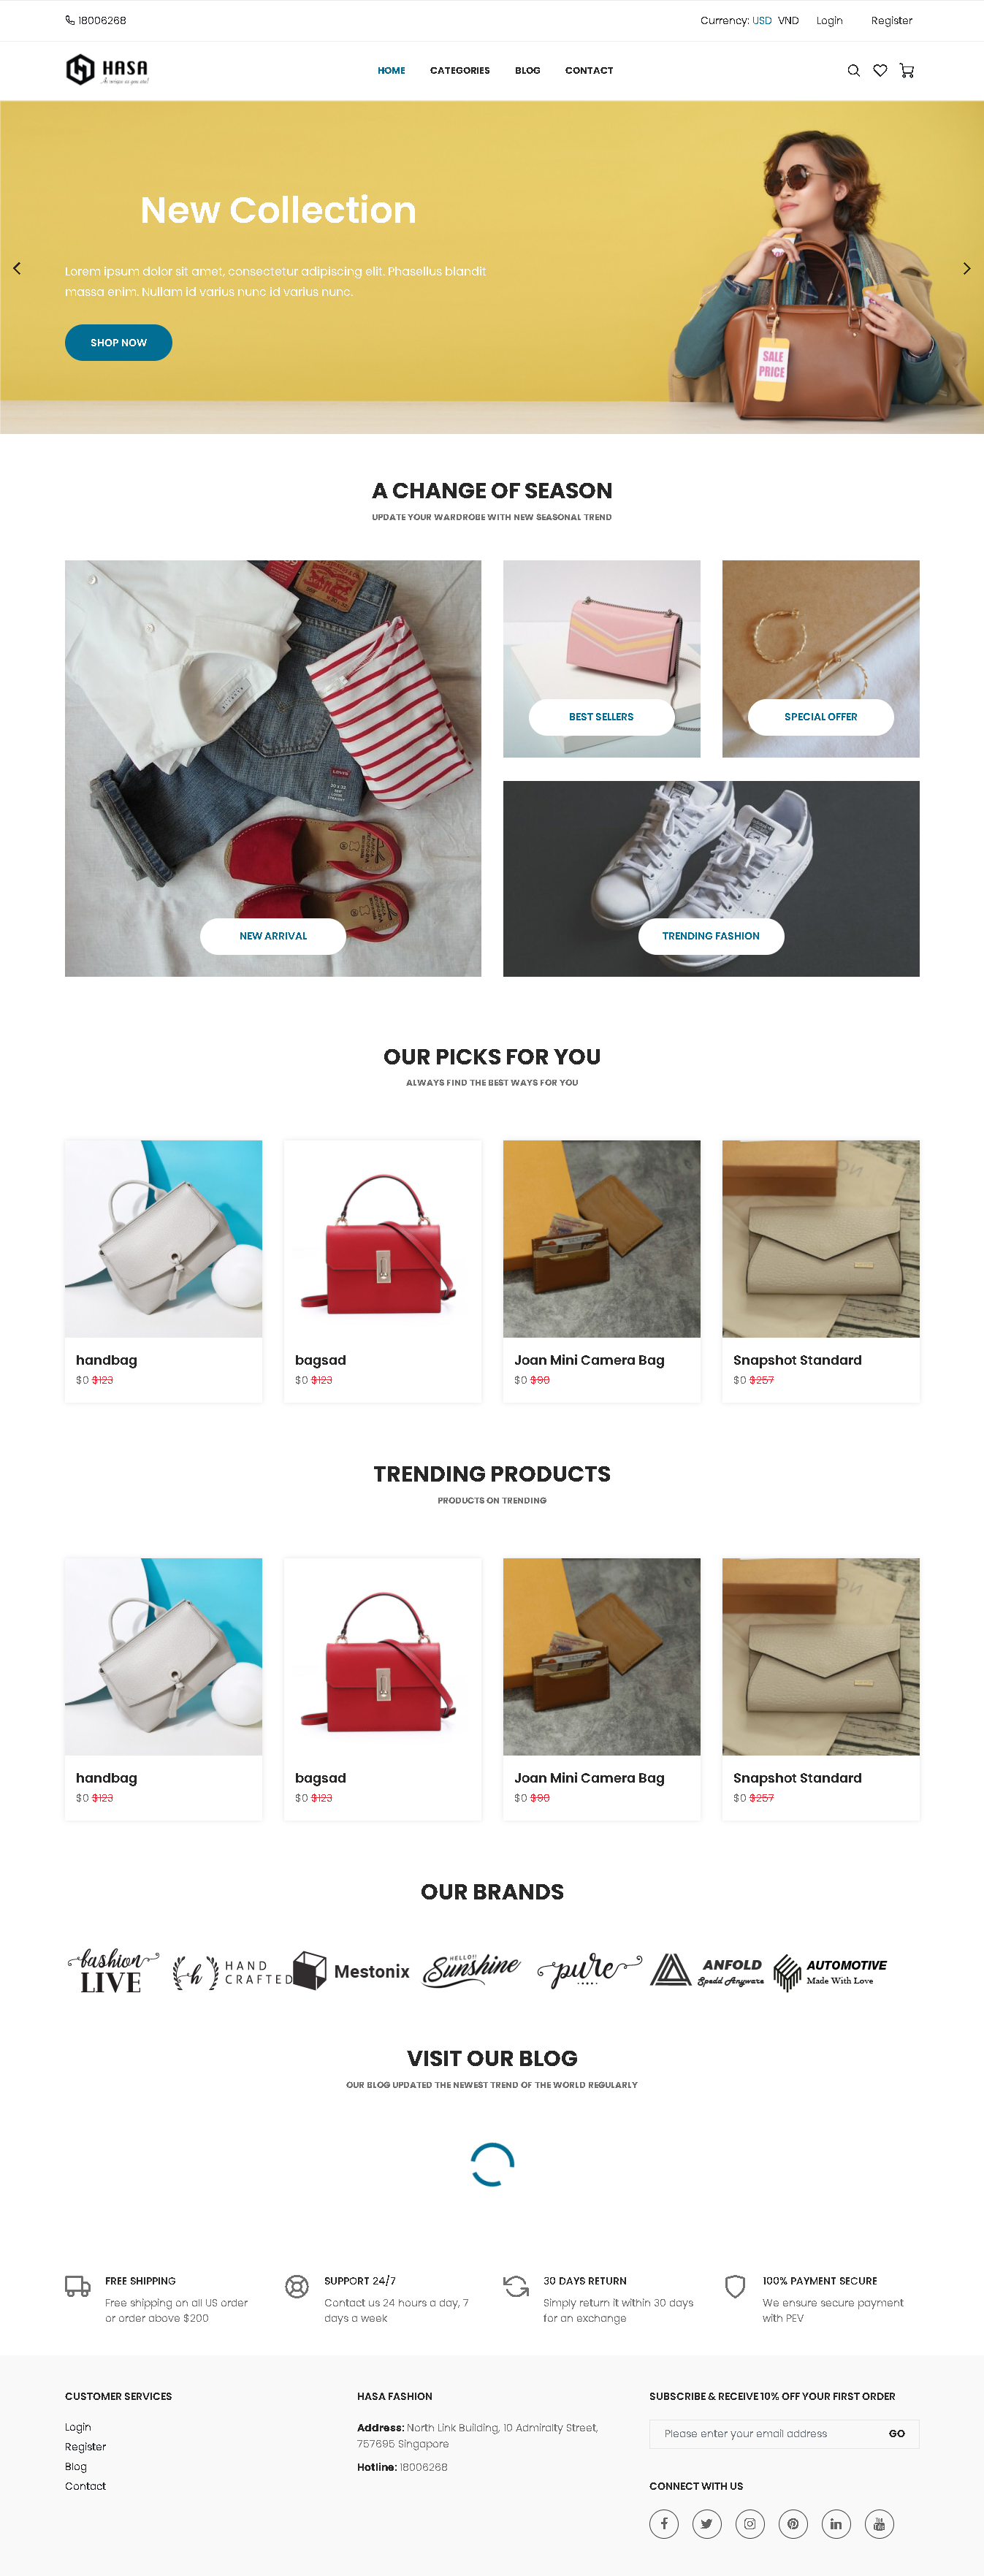 18006268
Currency: USD VND Login Register
HASA
HOME CATEGORIES BLOG CONTACT
New Collection
Lorem ipsum dolor sit amet, consectetur adipiscing elit. Phasellus blandit
massa enim. Nullam id varius nunc id varius nunc.
SHOP NOW
SALE
PRICE
A CHANGE OF SEASON
UPDATE YOUR WARDROBE WITH NEW SEASONAL TREND
BEST SELLERS
SPECIAL OFFER
NEW ARRIVAL
TRENDING FASHION
OUR PICKS FOR YOU
ALWAYS FIND THE BEST WAYS FOR YOU
handbag
$0 $123
bagsad
$0 $123
Joan Mini Camera Bag
$0 $90
Snapshot Standard
$0 $257
TRENDING PRODUCTS
PRODUCTS ON TRENDING
handbag
$0 $123
bagsad
$0 $123
Joan Mini Camera Bag
$0 $90
Snapshot Standard
$0 $257
OUR BRANDS
fashion
LIVE
h
HAND
CRAFTED
Mestonix
HELLO!!
Sunshine
pure
ANFOLD
Spedd Anyware
AUTOMOTIVE
Made With Love
VISIT OUR BLOG
OUR BLOG UPDATED THE NEWEST TREND OF THE WORLD REGULARLY
FREE SHIPPING
Free shipping on all US order
or order above $200
SUPPORT 24/7
Contact us 24 hours a day, 7
days a week
30 DAYS RETURN
Simply return it within 30 days
for an exchange
100% PAYMENT SECURE
We ensure secure payment
with PEV
CUSTOMER SERVICES
Login
Register
Blog
Contact
HASA FASHION
Address: North Link Building, 10 Admiralty Street,
757695 Singapore
Hotline: 18006268
SUBSCRIBE & RECEIVE 10% OFF YOUR FIRST ORDER
Please enter your email address GO
CONNECT WITH US